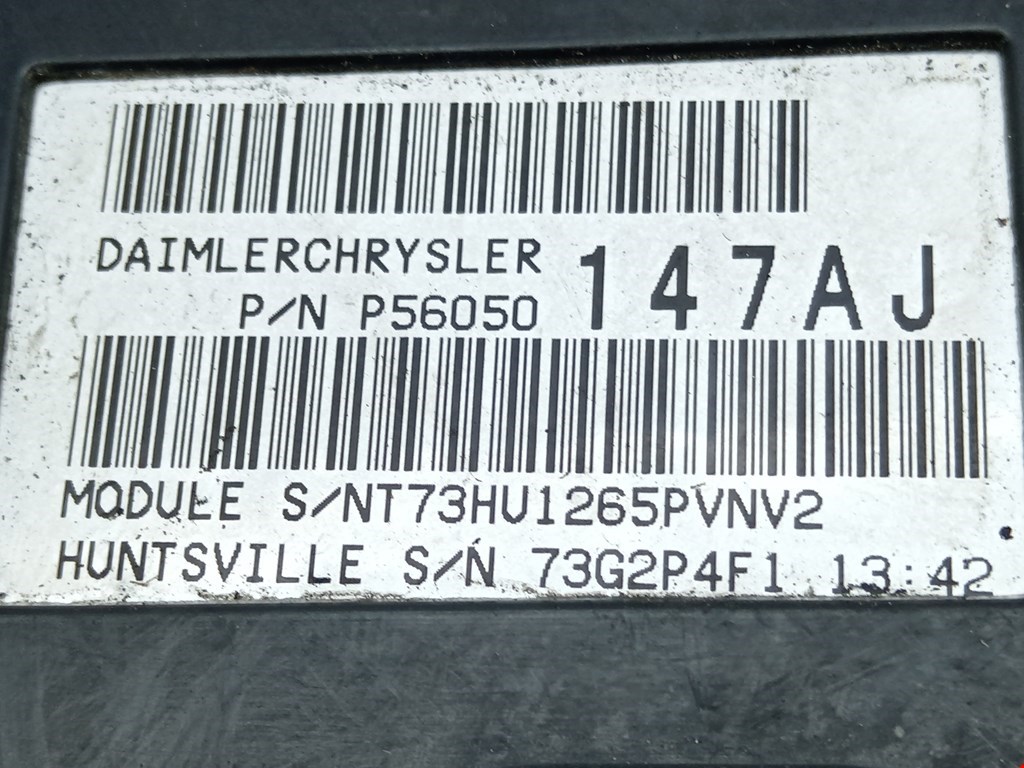 DAIMLERCHRYSLER
P/N P56050 147AJ
MODULE S/NT73HU1265PVNV2
HUNTSVILLE S/N 73G2P4F1 13:42